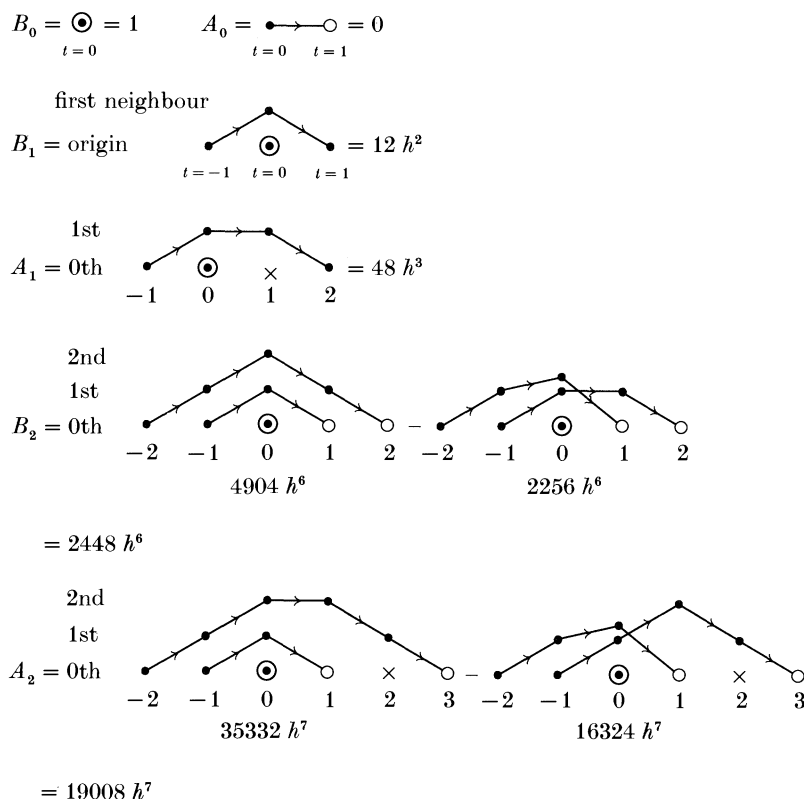 B₀ = = 1 A₀ = = 0
t = 0 t = 0 t = 1
first neighbour
B₁ = origin = 12 h²
t = −1 t = 0 t = 1
1st
A₁ = 0th × = 48 h³
−1 0 1 2
2nd
1st
B₂ = 0th −
−2 −1 0 1 2 −2 −1 0 1 2
4904 h⁶ 2256 h⁶
= 2448 h⁶
2nd
1st
A₂ = 0th × − ×
−2 −1 0 1 2 3 −2 −1 0 1 2 3
35332 h⁷ 16324 h⁷
= 19008 h⁷